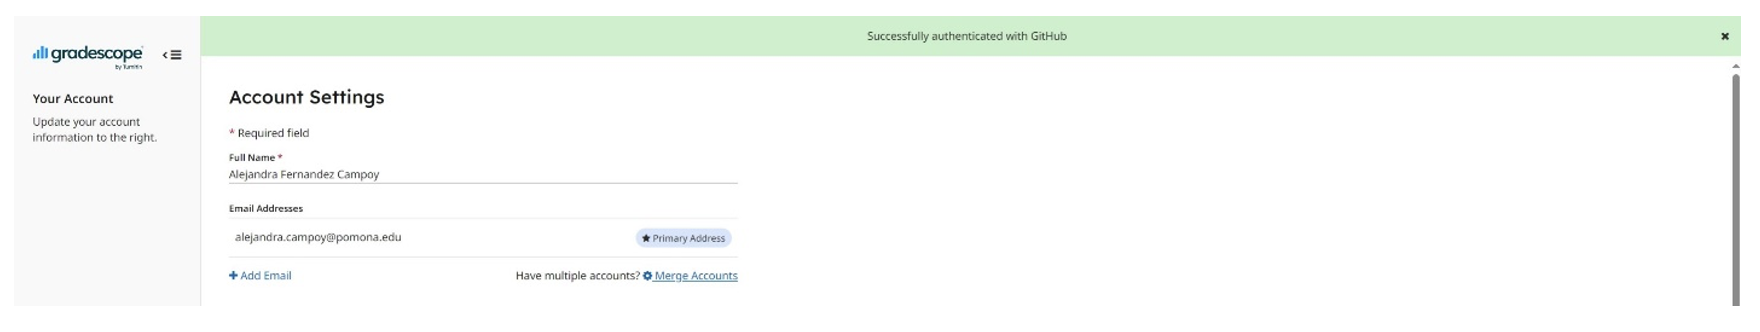 Successfully authenticated with GitHub
gradescope
by Turnitin
Your Account
Update your account
information to the right.
Account Settings
* Required field
Full Name *
Alejandra Fernandez Campoy
Email Addresses
alejandra.campoy@pomona.edu
Primary Address
Add Email
Have multiple accounts? Merge Accounts